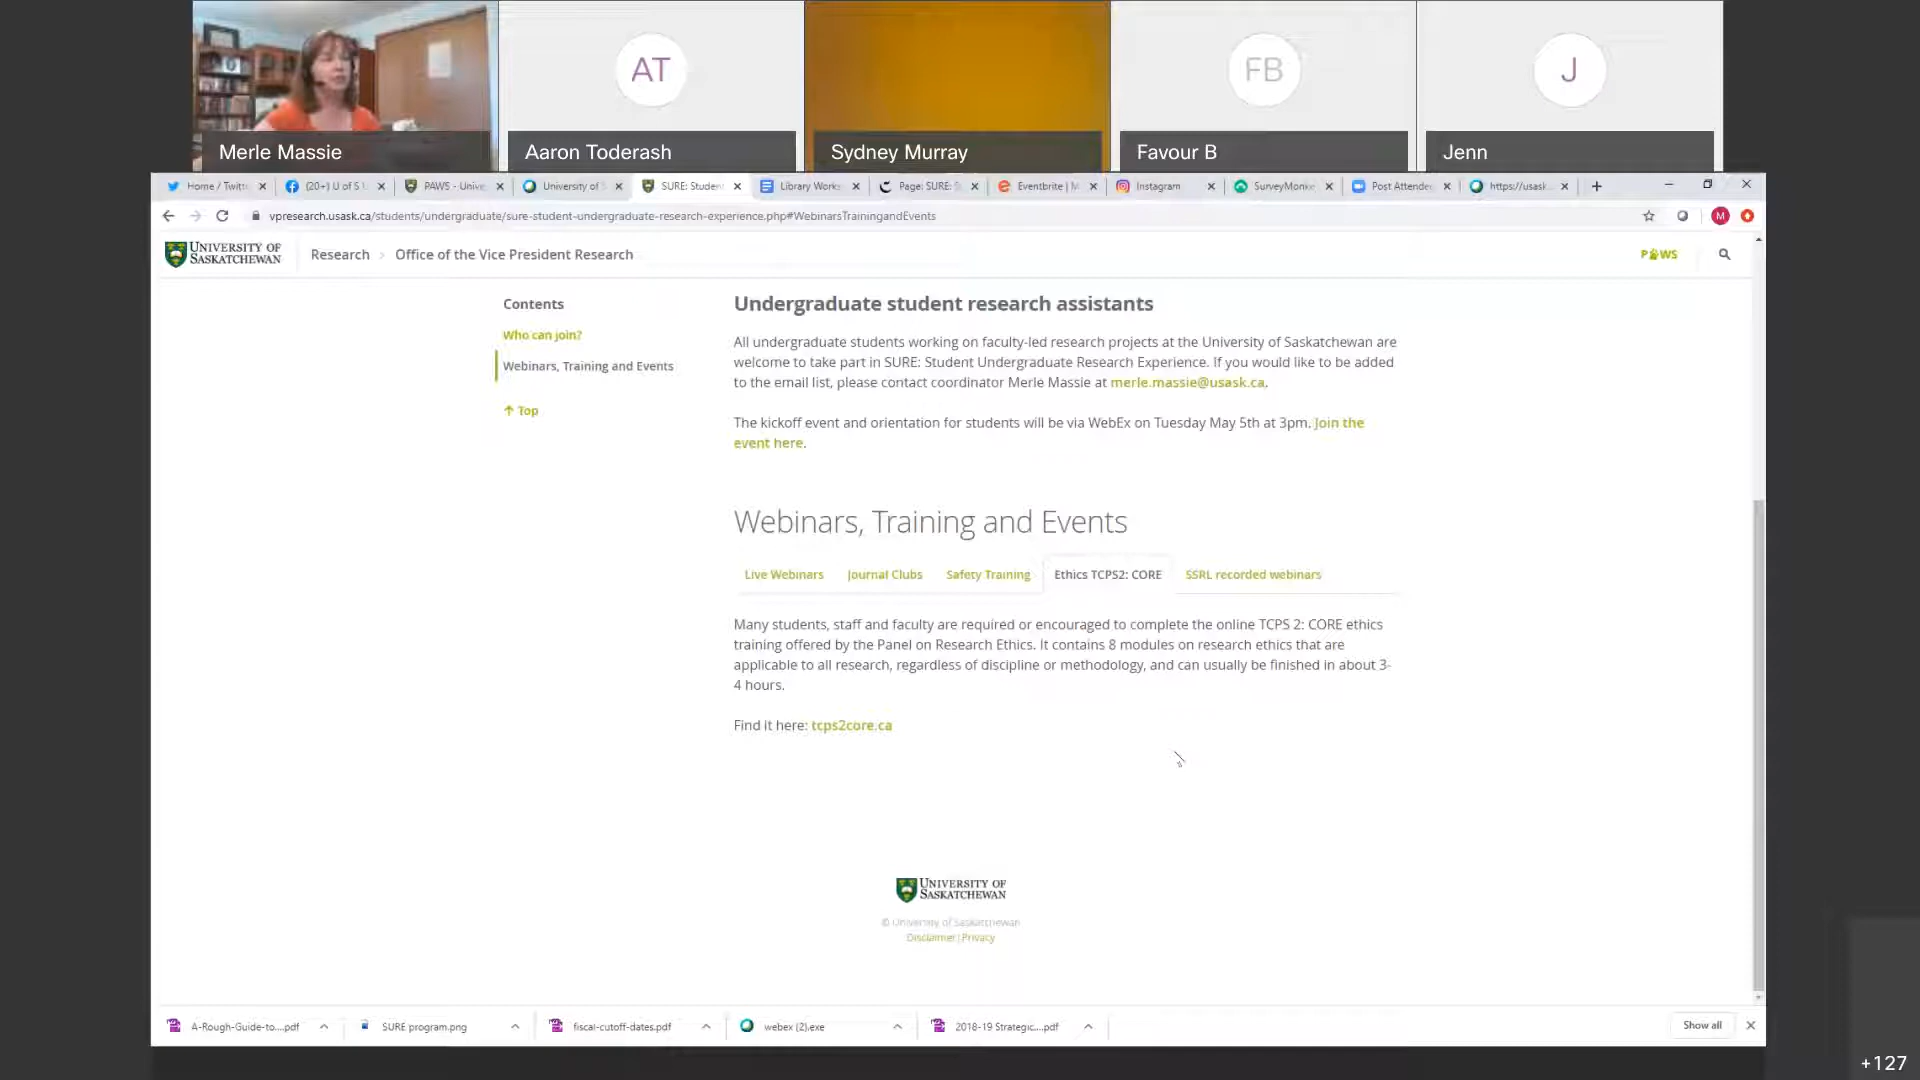 AT
FB
J
Merle Massie
Aaron Toderash
Sydney Murray
Favour B
Jenn
Home / Twitt
(20+) U of S
PAWS - Unive
University of
SURE: Student
Library Work
Page: SURE:
Eventbrite | M
Instagram
SurveyMonke
Post Attende
https://usask.
vpresearch.usask.ca/students/undergraduate/sure-student-undergraduate-research-experience.php#WebinarsTrainingandEvents
M
UNIVERSITY OF
SASKATCHEWAN
Research > Office of the Vice President Research
PAWS
Contents
Who can join?
Webinars, Training and Events
Top
Undergraduate student research assistants
All undergraduate students working on faculty-led research projects at the University of Saskatchewan are
welcome to take part in SURE: Student Undergraduate Research Experience. If you would like to be added
to the email list, please contact coordinator Merle Massie at merle.massie@usask.ca.
The kickoff event and orientation for students will be via WebEx on Tuesday May 5th at 3pm. Join the
event here.
Webinars, Training and Events
Live Webinars
Journal Clubs
Safety Training
Ethics TCPS2: CORE
SSRL recorded webinars
Many students, staff and faculty are required or encouraged to complete the online TCPS 2: CORE ethics
training offered by the Panel on Research Ethics. It contains 8 modules on research ethics that are
applicable to all research, regardless of discipline or methodology, and can usually be finished in about 3-
4 hours.
Find it here: tcps2core.ca
UNIVERSITY OF
SASKATCHEWAN
© University of Saskatchewan
Disclaimer | Privacy
A-Rough-Guide-to....pdf
SURE program.png
fiscal-cutoff-dates.pdf
webex (2).exe
2018-19 Strategic....pdf
Show all
+127